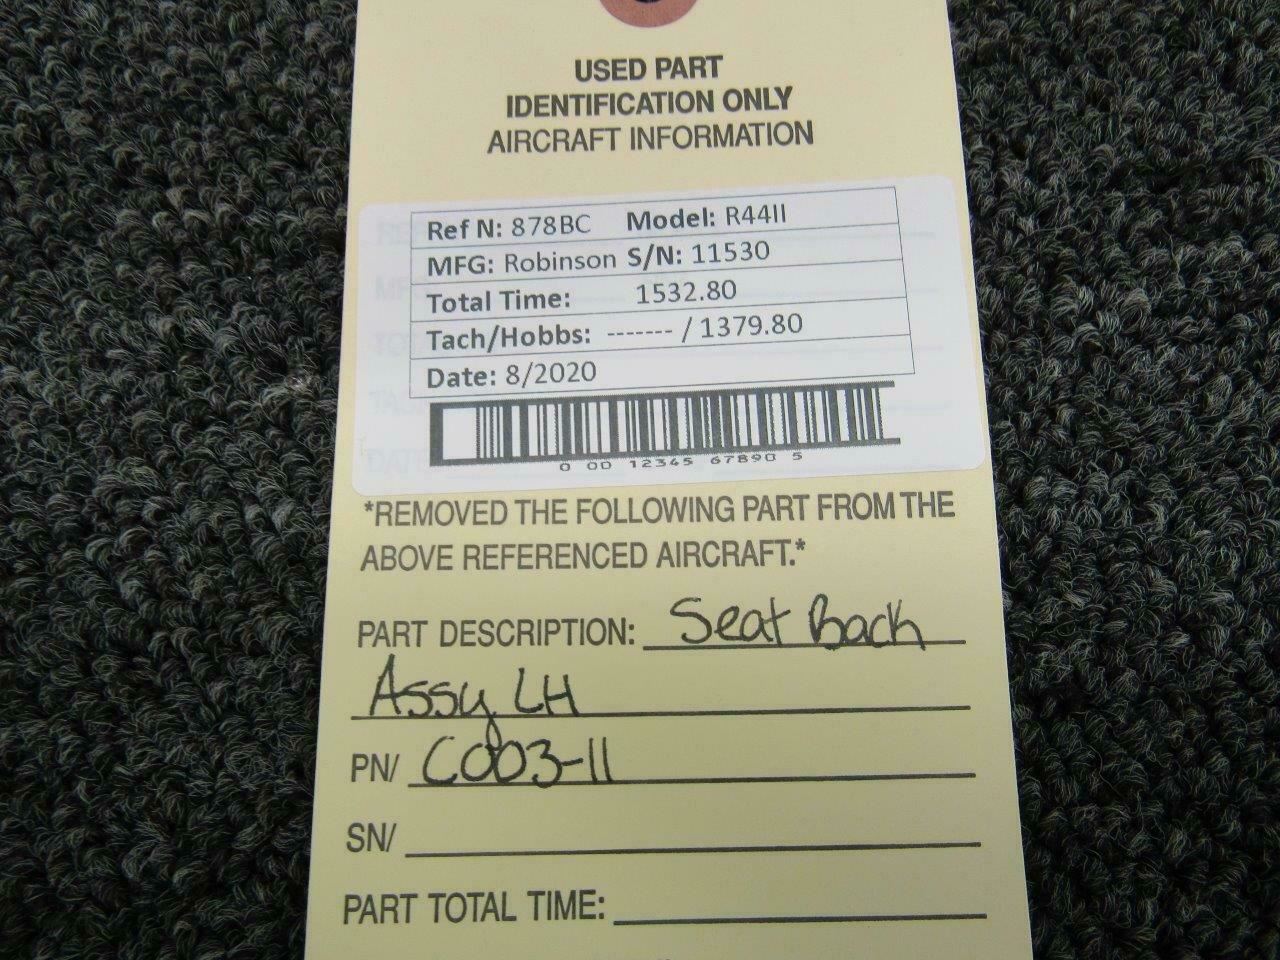 USED PART
IDENTIFICATION ONLY
AIRCRAFT INFORMATION
Ref N: 878BC Model: R44II
MFG: Robinson S/N: 11530
Total Time: 1532.80
Tach/Hobbs: ------- / 1379.80
Date: 8/2020
0 00 12345 67890 5
*REMOVED THE FOLLOWING PART FROM THE
ABOVE REFERENCED AIRCRAFT.*
PART DESCRIPTION: Seat Back
Assy LH
PN/ C003-11
SN/
PART TOTAL TIME: